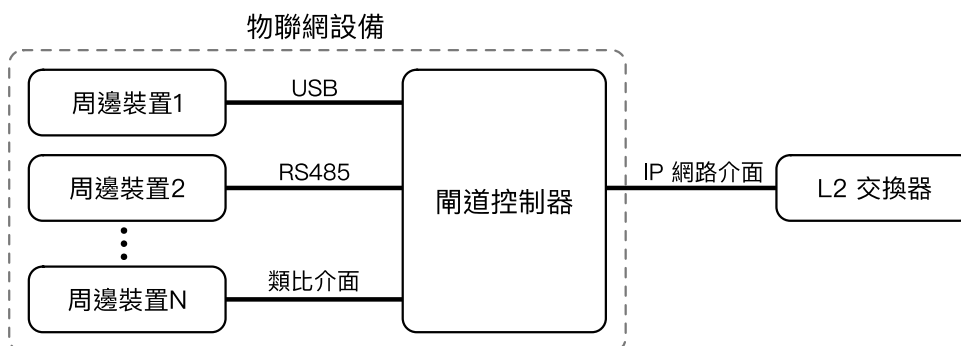 物聯網設備
周邊裝置1
USB
周邊裝置2
RS485
周邊裝置N
類比介面
閘道控制器
IP 網路介面
L2 交換器